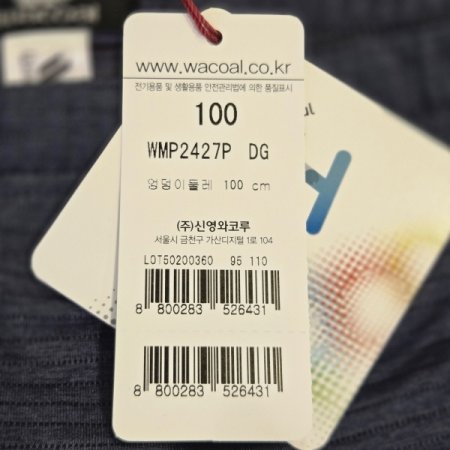 www.wacoal.co.kr
전기용품 및 생활용품 안전관리법에 의한 품질표시
100
WMP2427P DG
엉덩이둘레 100 cm
(주)신영와코루
서울시 금천구 가산디지털 1로 104
LOT50200360 95 110
8 800283 526431
8 800283 526431